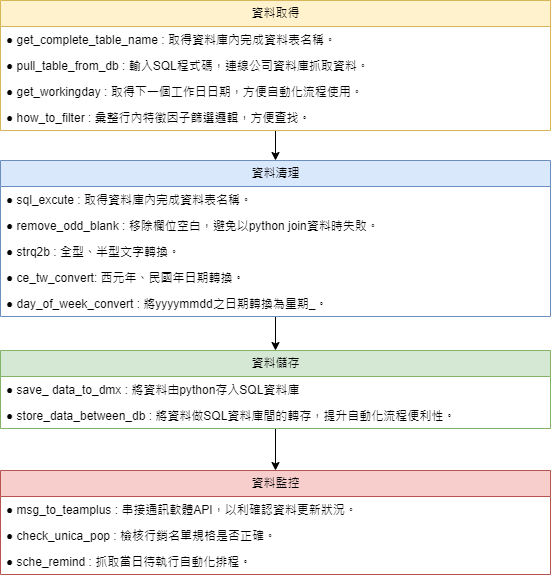 資料取得
● get_complete_table_name : 取得資料庫內完成資料表名稱。
● pull_table_from_db : 輸入SQL程式碼，連線公司資料庫抓取資料。
● get_workingday : 取得下一個工作日日期，方便自動化流程使用。
● how_to_filter : 彙整行內特徵因子篩選邏輯，方便查找。
資料清理
● sql_excute : 取得資料庫內完成資料表名稱。
● remove_odd_blank : 移除欄位空白，避免以python join資料時失敗。
● strq2b : 全型、半型文字轉換。
● ce_tw_convert: 西元年、民國年日期轉換。
● day_of_week_convert : 將yyyymmdd之日期轉換為星期_。
資料儲存
● save_ data_to_dmx : 將資料由python存入SQL資料庫
● store_data_between_db : 將資料做SQL資料庫間的轉存，提升自動化流程便利性。
資料監控
● msg_to_teamplus : 串接通訊軟體API，以利確認資料更新狀況。
● check_unica_pop : 檢核行銷名單規格是否正確。
● sche_remind : 抓取當日待執行自動化排程。